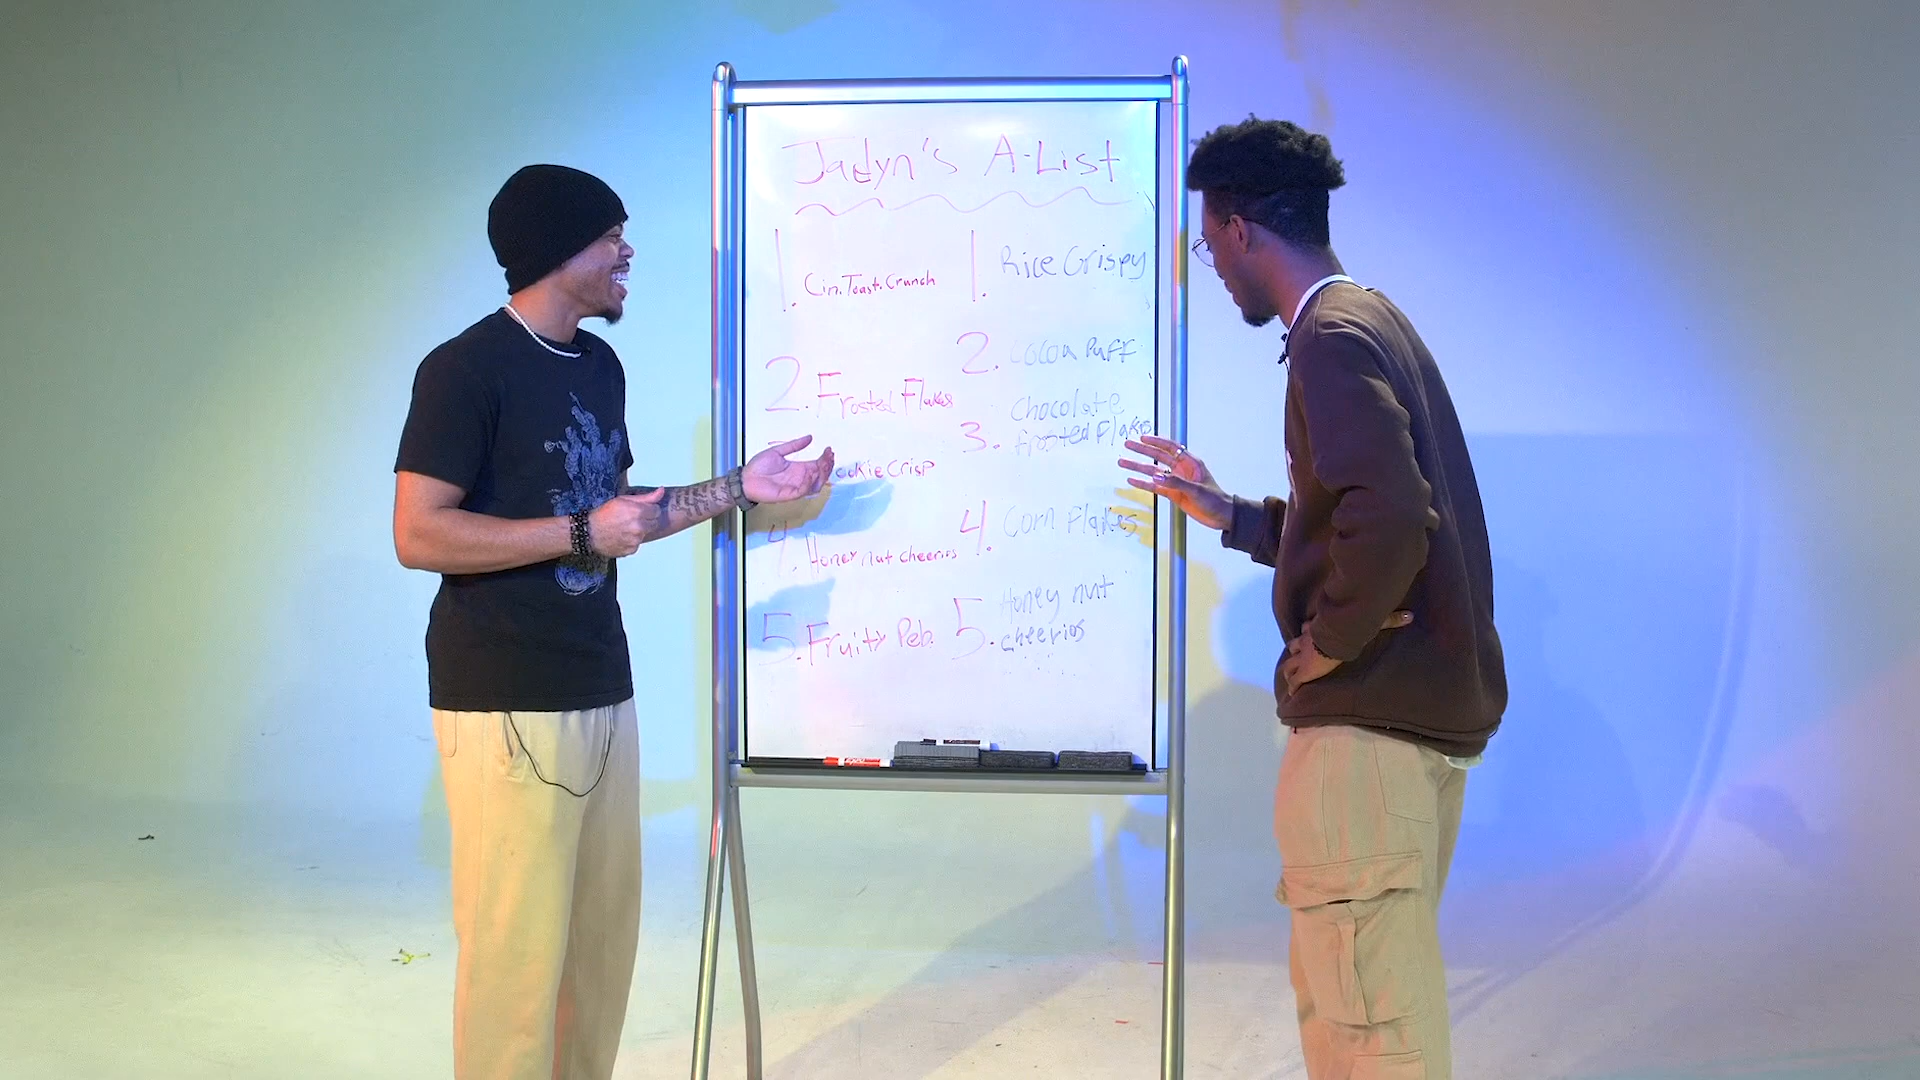 Jadyn's A-List
1. Cin. Toast. Crunch
2. Frosted Flakes
ookie Crisp
4. Honey nut cheerios
5. Fruity Peb.
1. Rice Crispy
2. Cocoa Puff
3. Chocolate
frosted Flakes
4. Corn Flakes
5. Honey nut
cheerios